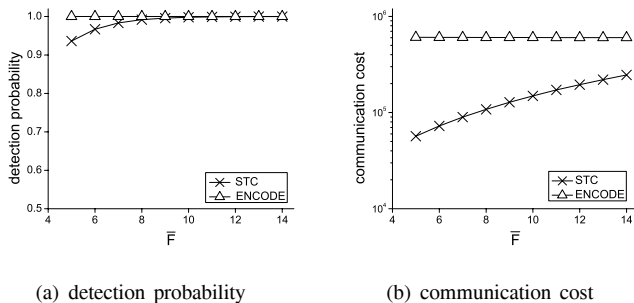 detection probability
1.0
0.9
0.8
0.7
0.6
0.5
4
6
8
10
12
14
F̅
STC
ENCODE
(a) detection probability
communication cost
10⁶
10⁵
10⁴
4
6
8
10
12
14
F̅
STC
ENCODE
(b) communication cost